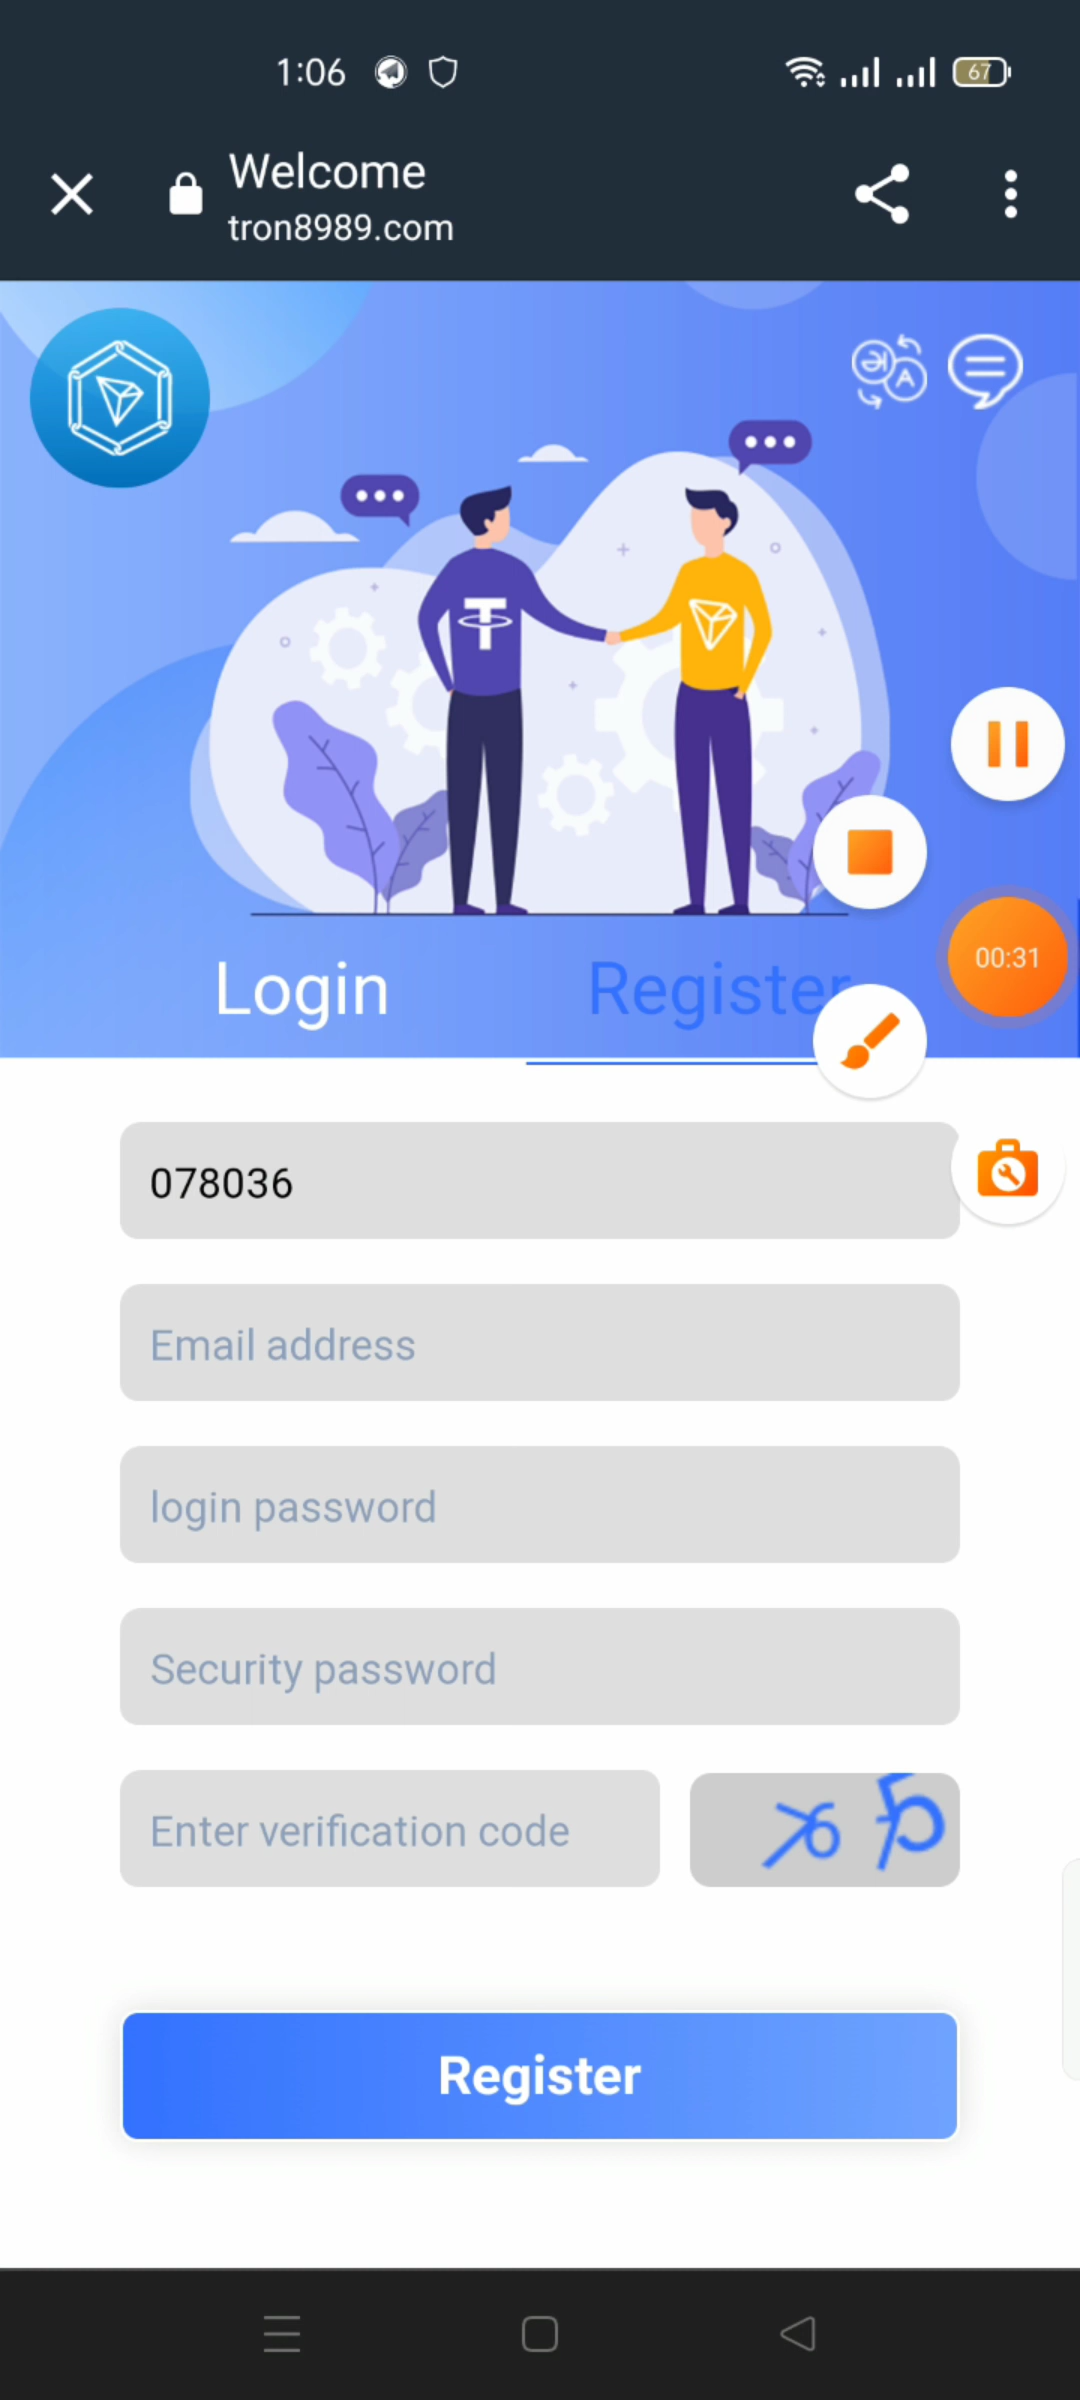 1:06
67
Welcome
tron8989.com
Login
Register
00:31
078036
Email address
login password
Security password
Enter verification code
Register